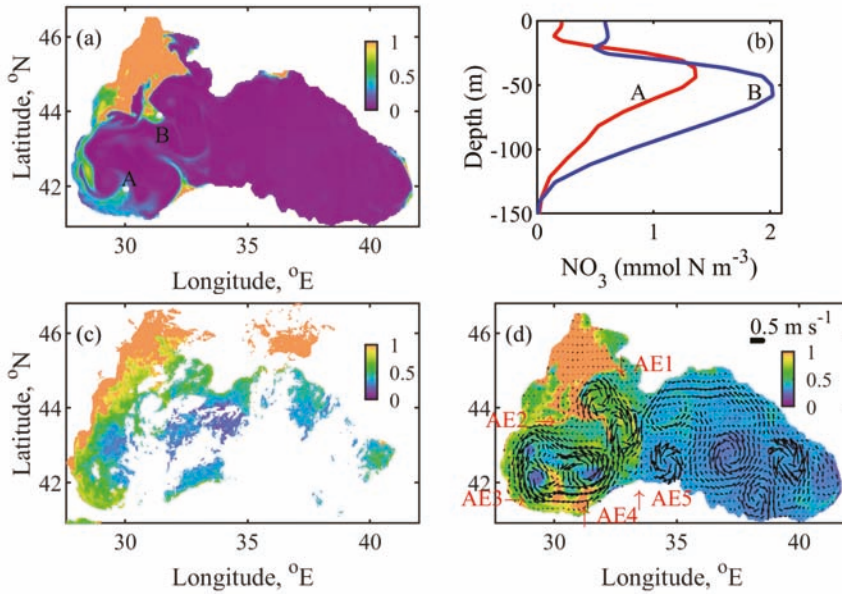 (a)
46
44
42
Latitude, °N
1
0.5
0
B
A
30
35
40
Longitude, °E
(b)
0
-50
-100
-150
Depth (m)
A
B
0
1
2
NO3 (mmol N m-3)
(c)
46
44
42
Latitude, °N
1
0.5
0
30
35
40
Longitude, °E
(d)
0.5 m s-1
46
44
42
1
0.5
0
AE1
AE2→
AE3→
↑ AE4
↑ AE5
30
35
40
Longitude, °E